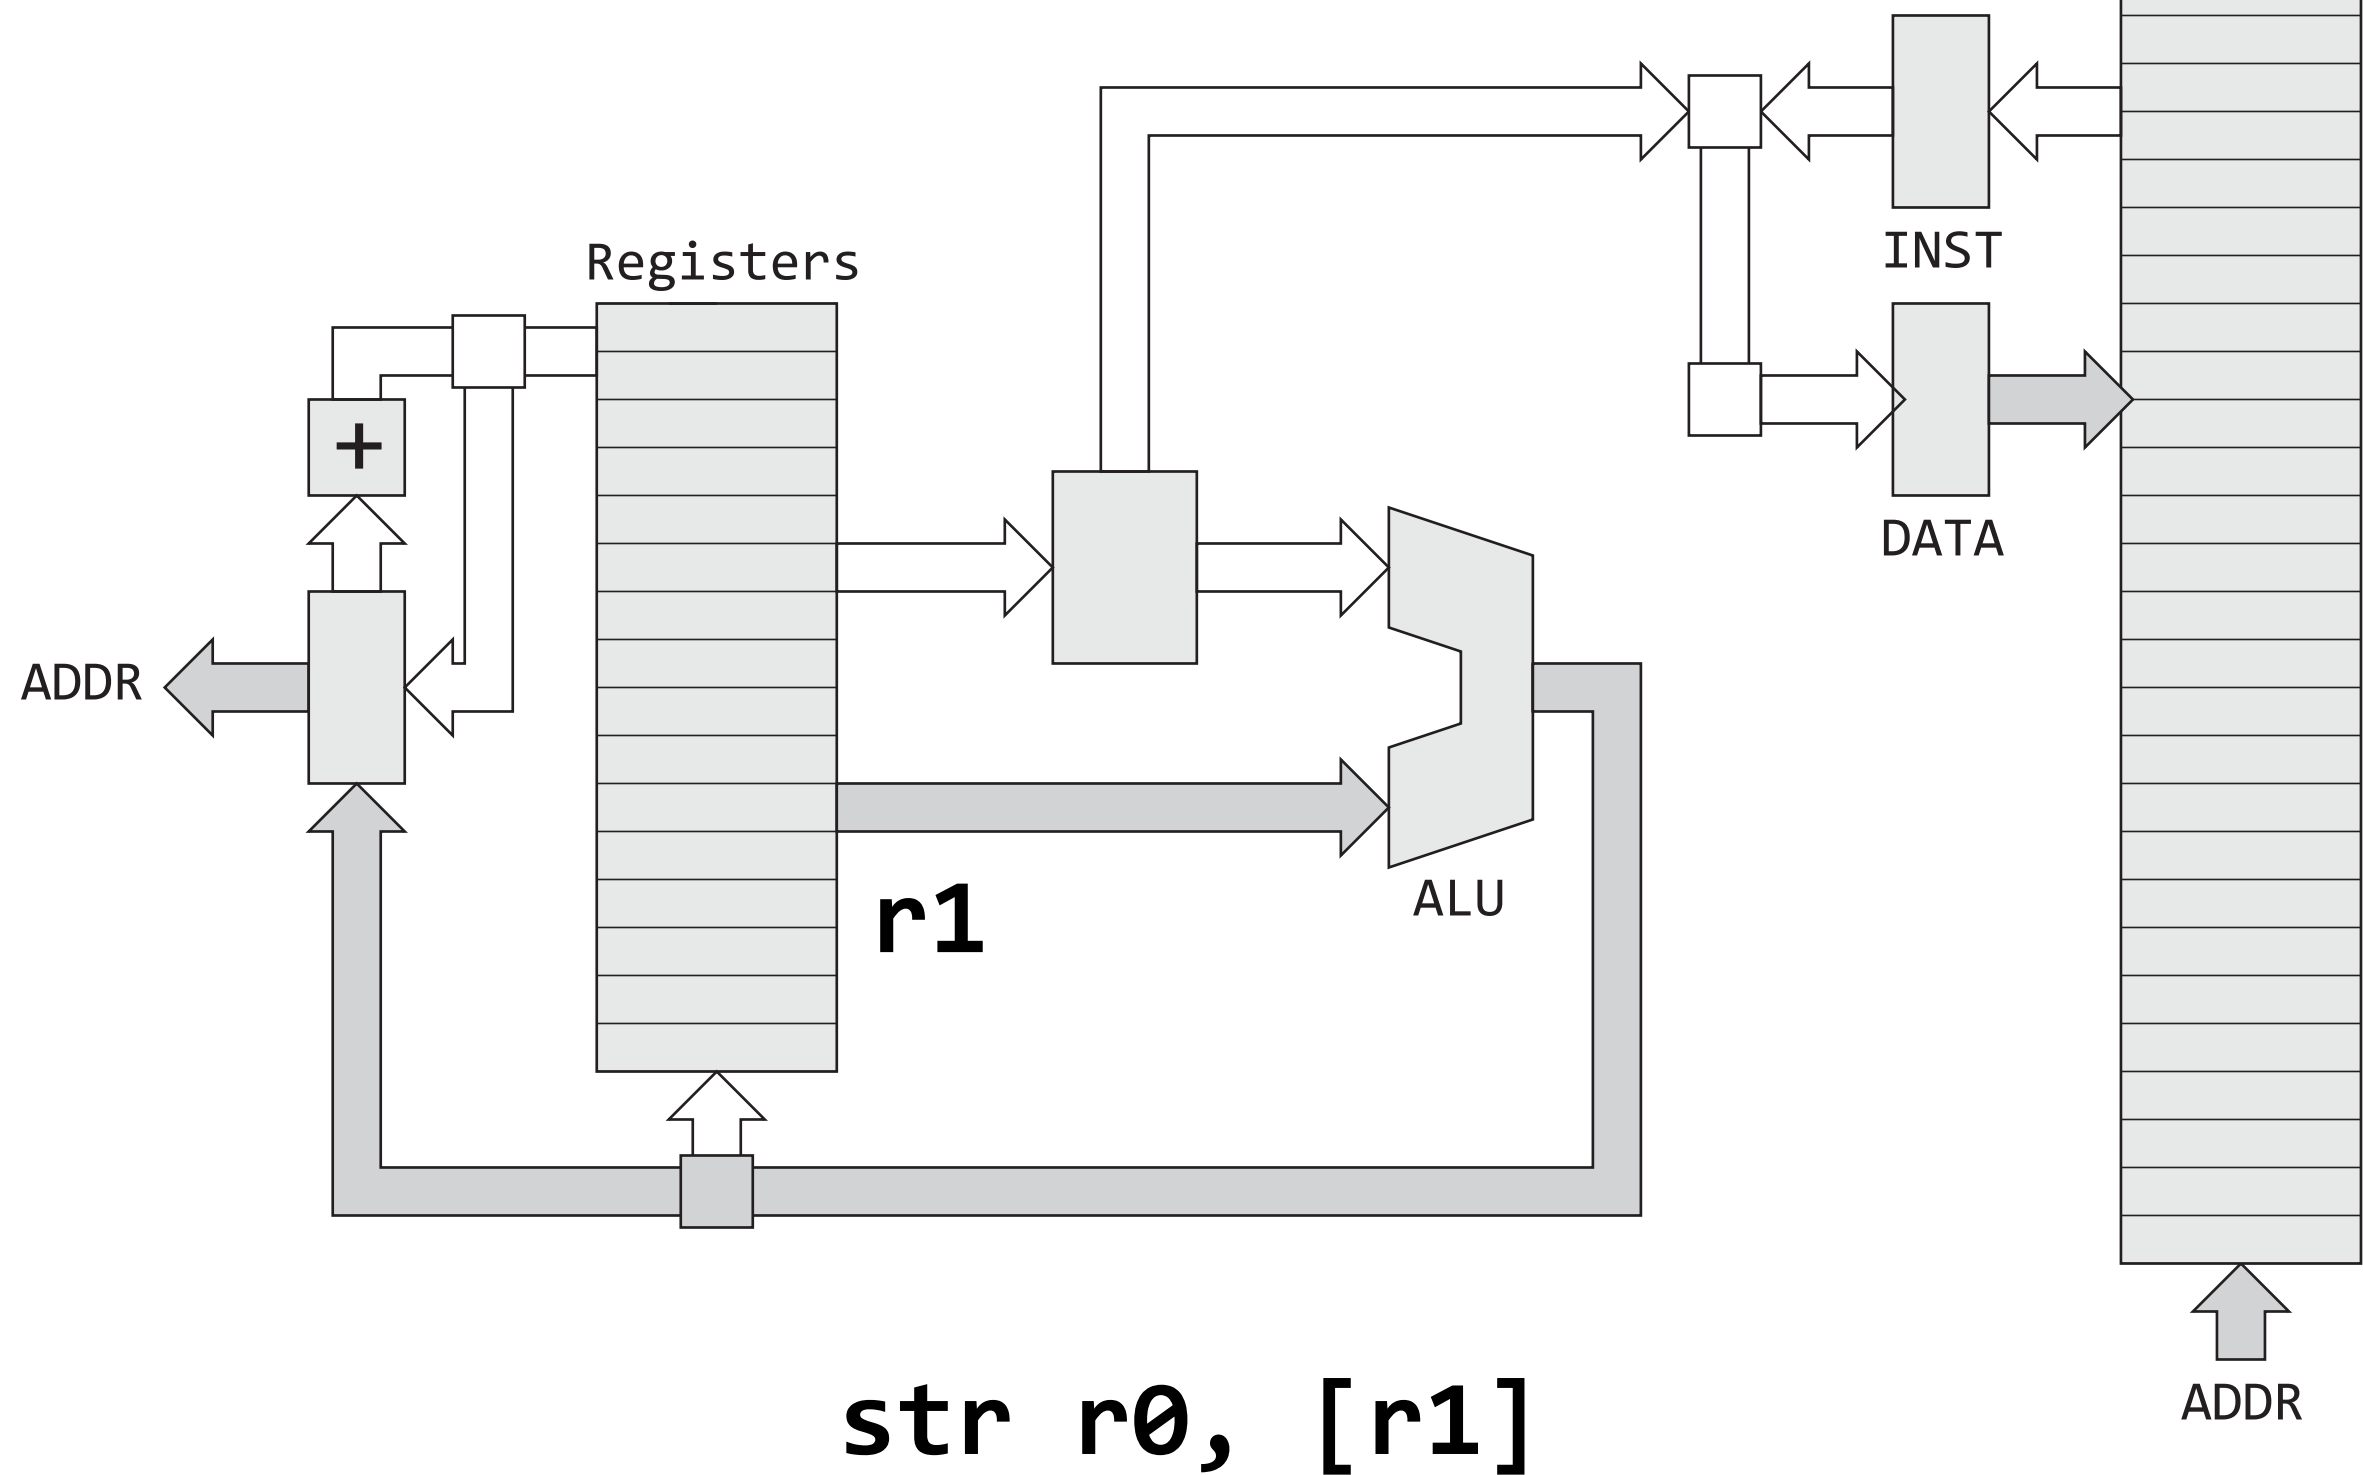 INST
Registers
+
DATA
ADDR
r1
ALU
ADDR
str r0, [r1]